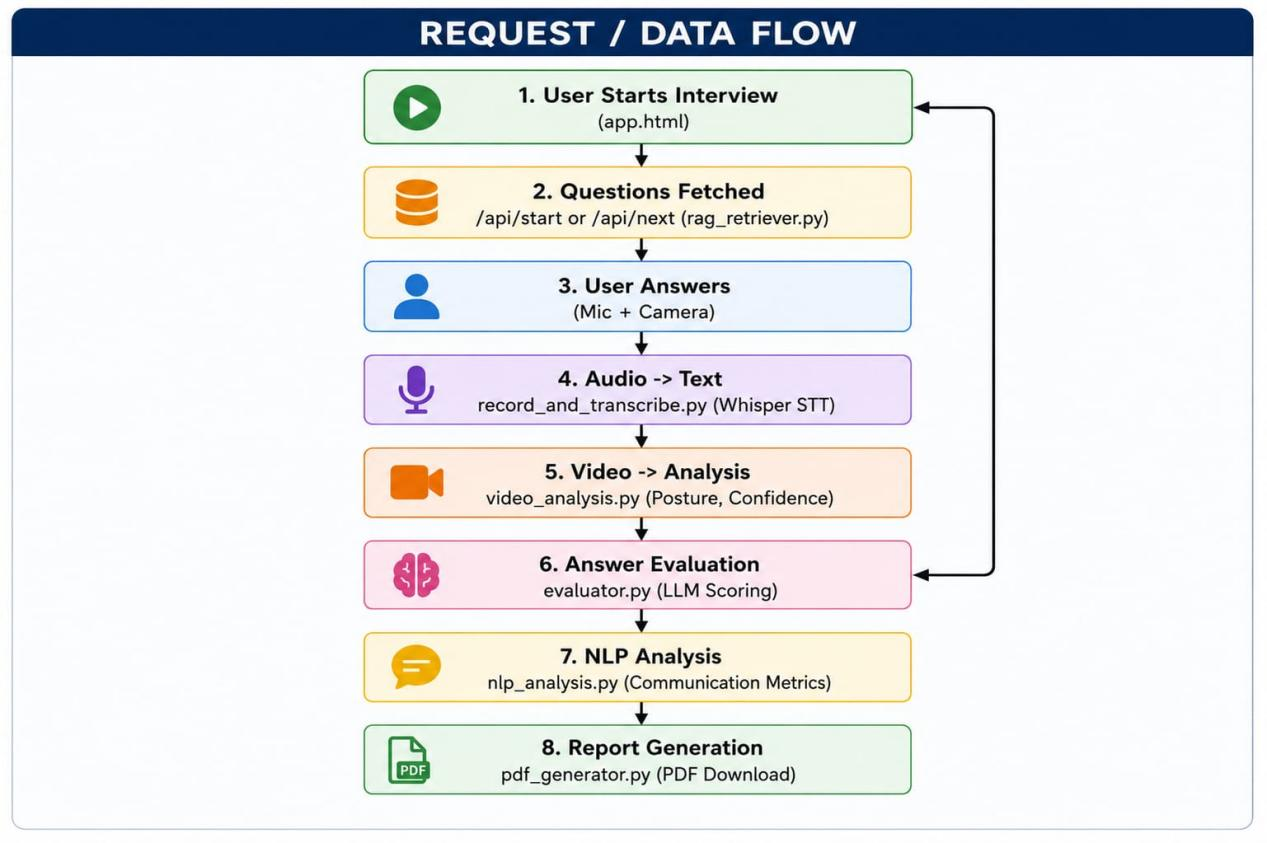 REQUEST / DATA FLOW
1. User Starts Interview
(app.html)
2. Questions Fetched
/api/start or /api/next (rag_retriever.py)
3. User Answers
(Mic + Camera)
4. Audio -> Text
record_and_transcribe.py (Whisper STT)
5. Video -> Analysis
video_analysis.py (Posture, Confidence)
6. Answer Evaluation
evaluator.py (LLM Scoring)
7. NLP Analysis
nlp_analysis.py (Communication Metrics)
PDF
8. Report Generation
pdf_generator.py (PDF Download)